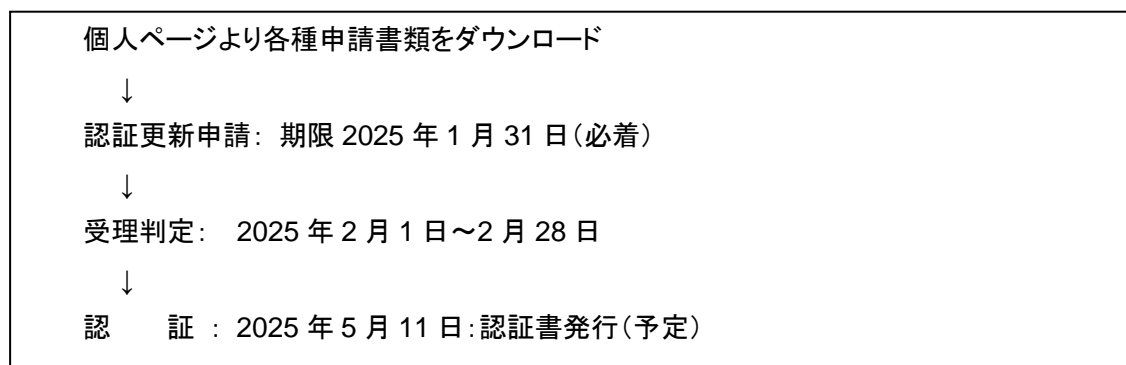 個人ページより各種申請書類をダウンロード
↓
認証更新申請： 期限 2025 年 1 月 31 日（必着）
↓
受理判定：　2025 年 2 月 1 日～2 月 28 日
↓
認　　証 ： 2025 年 5 月 11 日：認証書発行（予定）